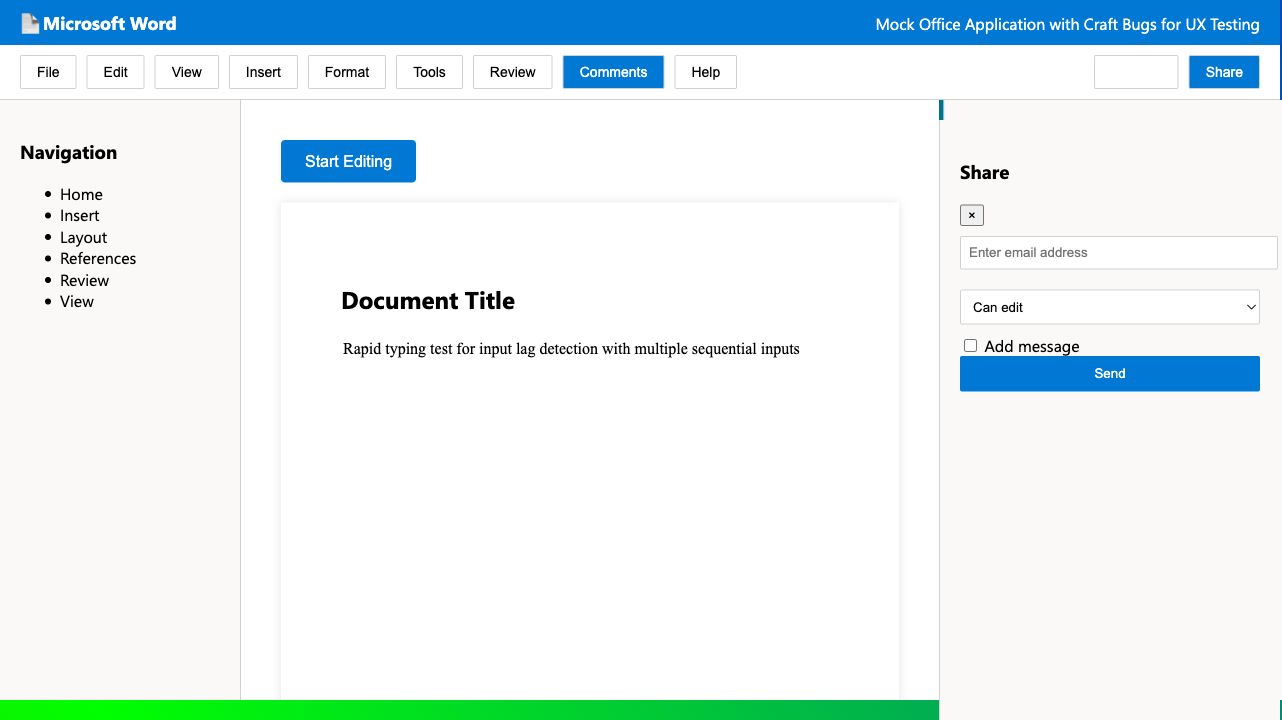 Microsoft Word
Mock Office Application with Craft Bugs for UX Testing
File Edit View Insert Format Tools Review Comments Help Share
Navigation
Home
Insert
Layout
References
Review
View
Start Editing
Document Title
Rapid typing test for input lag detection with multiple sequential inputs
Share
×
Enter email address
Can edit
Add message
Send